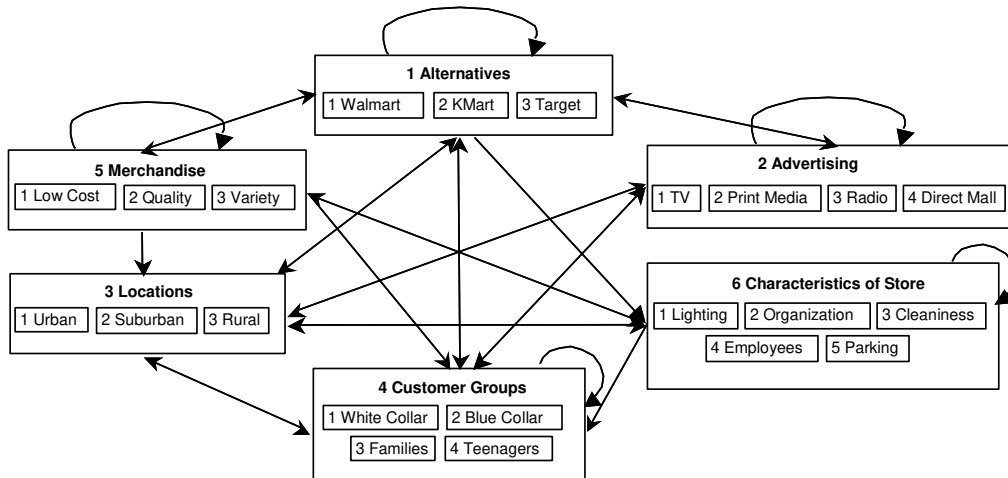 1 Alternatives
1 Walmart 2 KMart 3 Target
5 Merchandise
1 Low Cost 2 Quality 3 Variety
2 Advertising
1 TV 2 Print Media 3 Radio 4 Direct Mall
3 Locations
1 Urban 2 Suburban 3 Rural
6 Characteristics of Store
1 Lighting 2 Organization 3 Cleaniness
4 Employees 5 Parking
4 Customer Groups
1 White Collar 2 Blue Collar
3 Families 4 Teenagers